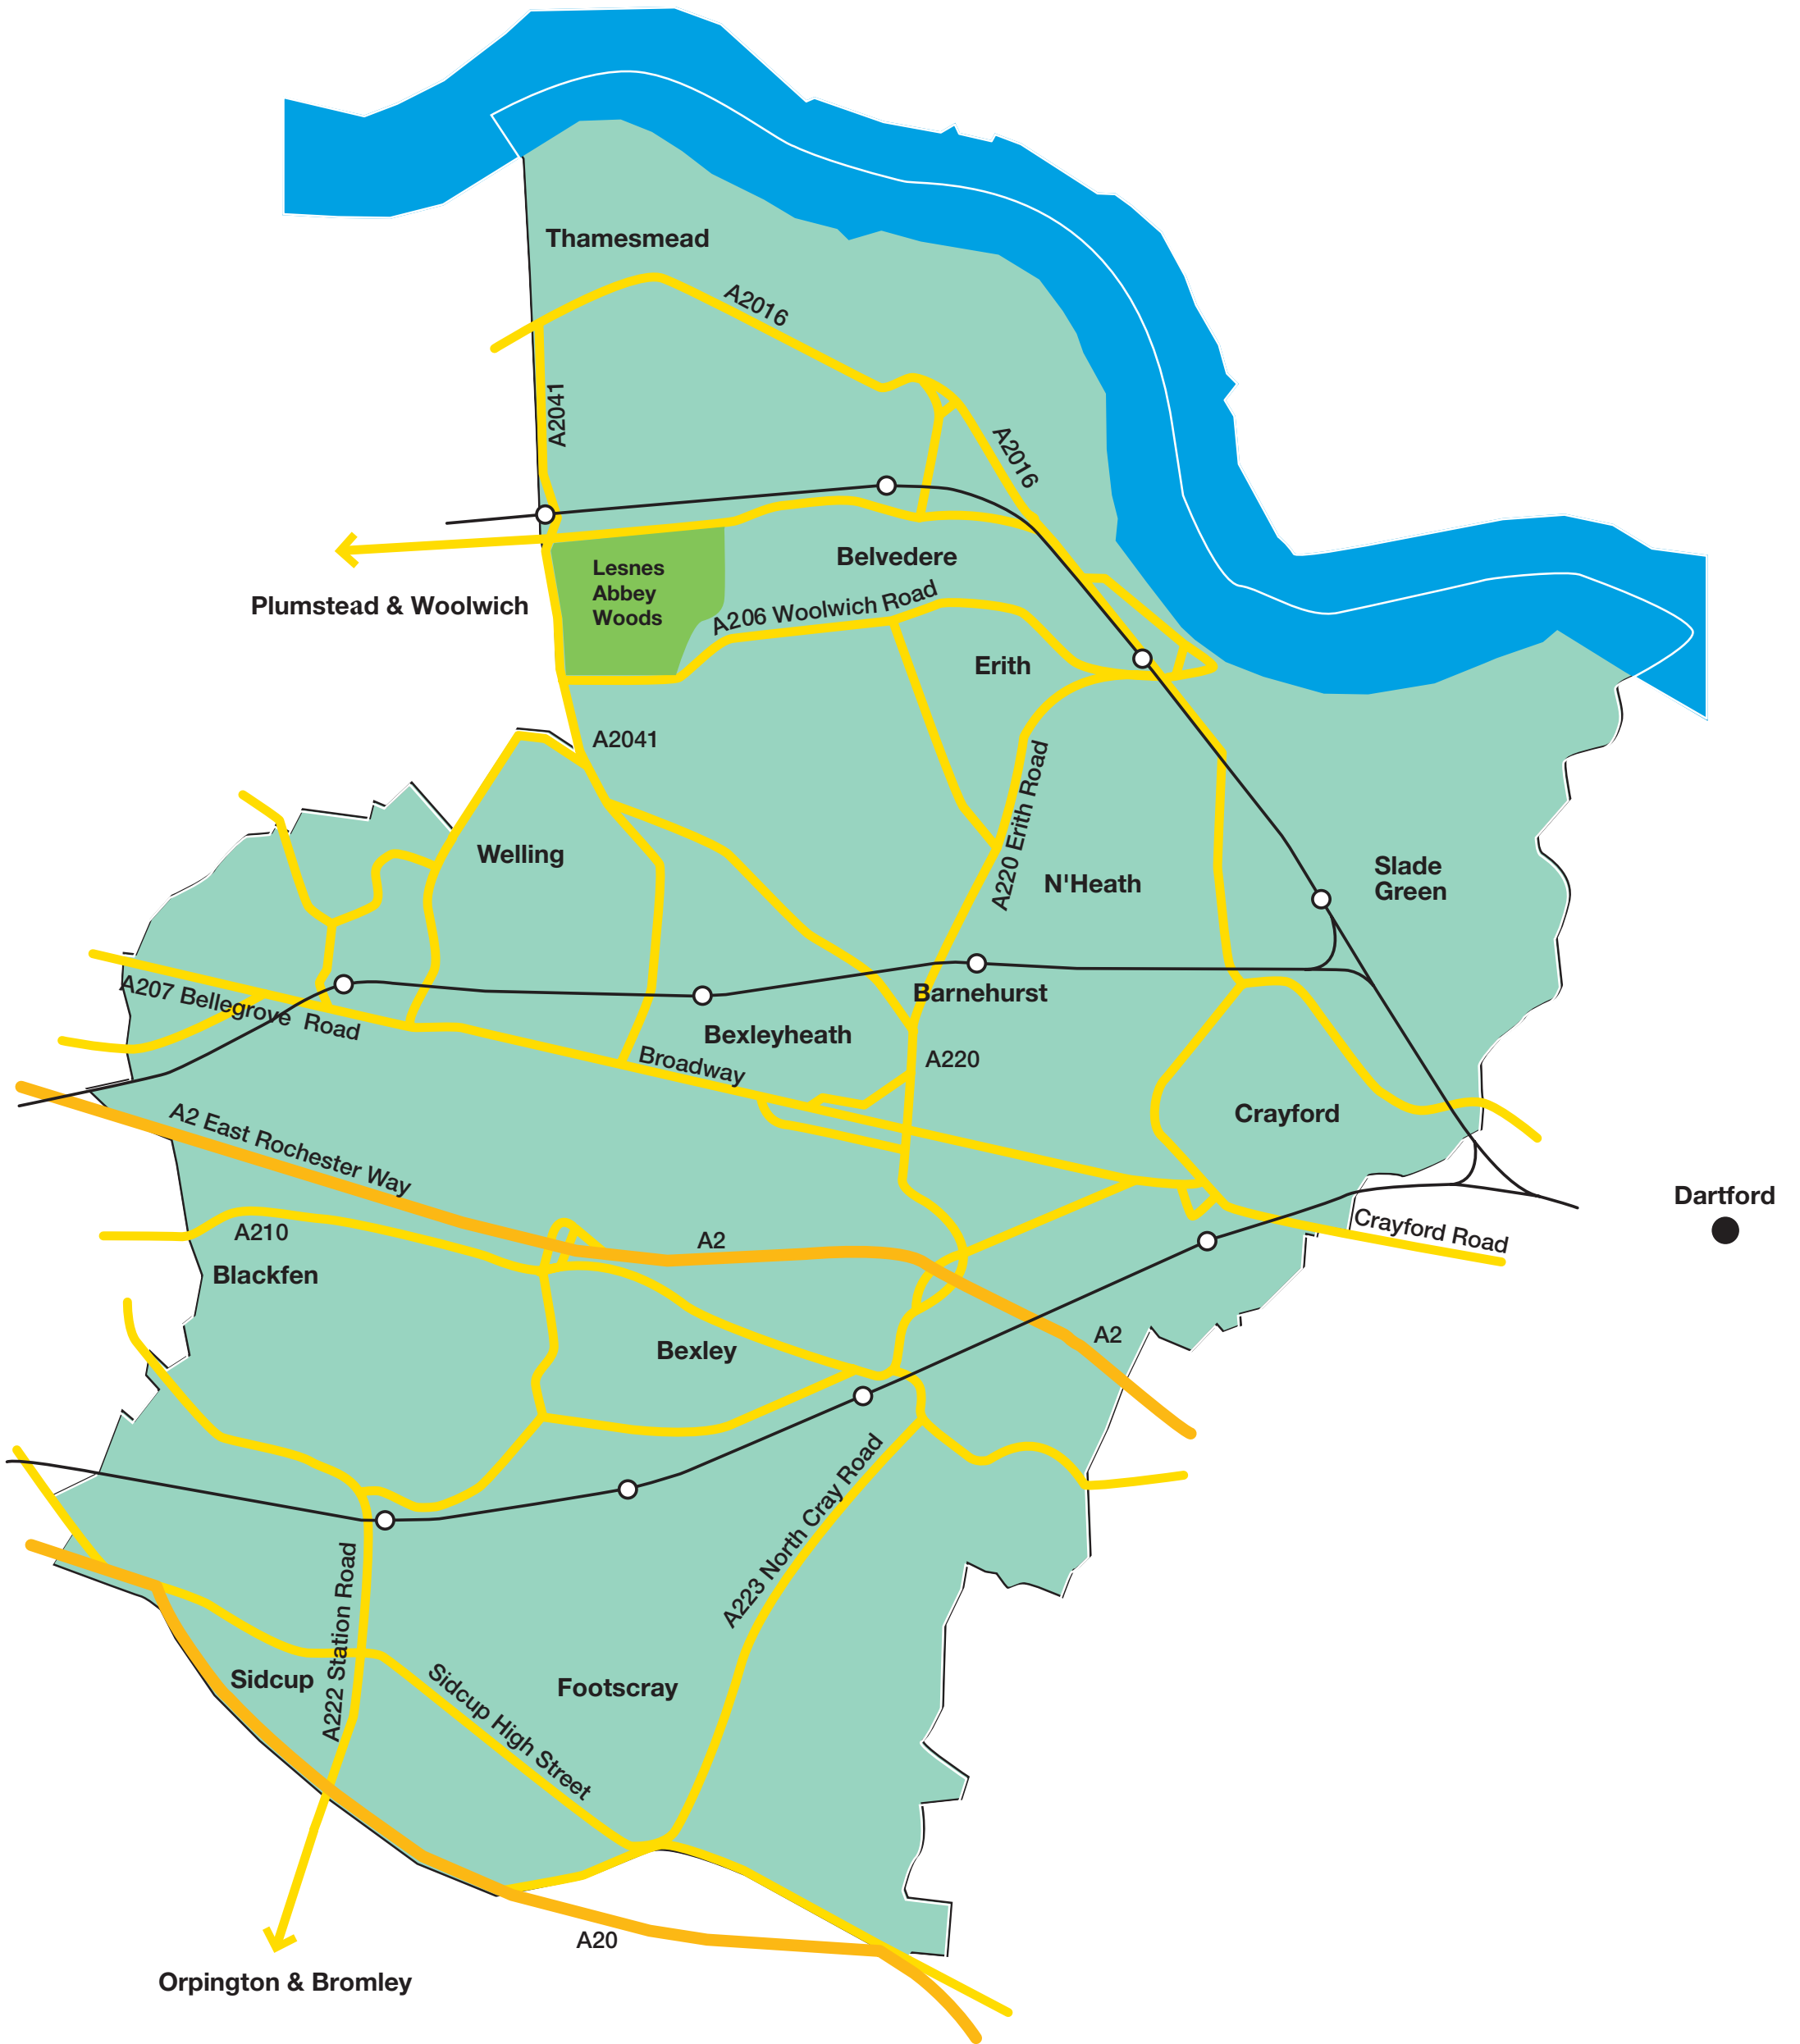 Thamesmead
A2016
A2041
A2016
Belvedere
Lesnes
Abbey
Woods
Plumstead & Woolwich
A206 Woolwich Road
Erith
A2041
A220 Erith Road
Welling
N'Heath
Slade
Green
A207 Bellegrove Road
Barnehurst
Bexleyheath
Broadway
A220
Crayford
A2 East Rochester Way
Dartford
Crayford Road
A210
A2
Blackfen
A2
Bexley
A223 North Cray Road
A222 Station Road
Sidcup
Sidcup High Street
Footscray
A20
Orpington & Bromley